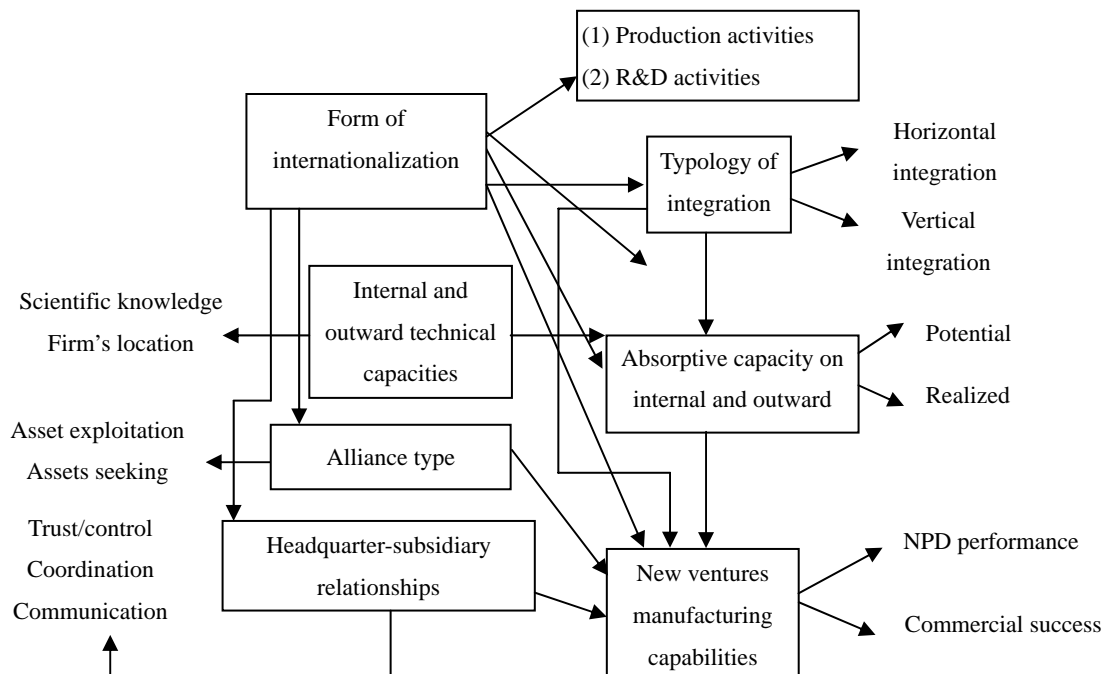 (1) Production activities
(2) R&D activities
Form of
internationalization
Typology of
integration
Horizontal
integration
Vertical
integration
Scientific knowledge
Firm's location
Internal and
outward technical
capacities
Absorptive capacity on
internal and outward
Potential
Realized
Asset exploitation
Assets seeking
Alliance type
Trust/control
Coordination
Communication
Headquarter-subsidiary
relationships
New ventures
manufacturing
capabilities
NPD performance
Commercial success